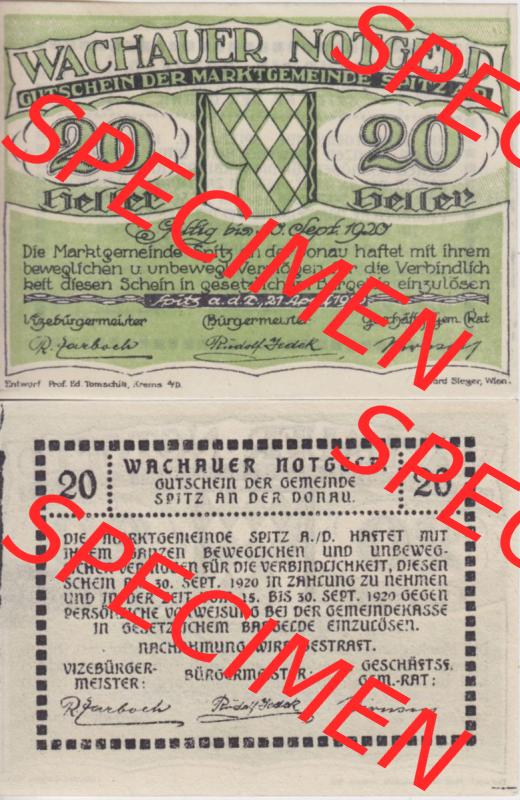 WACHAUER NOTGELD
GUTSCHEIN DER MARKTGEMEINDE SPITZ A/D.
20 20
Heller Heller
Gültig bis 30. Sept. 1920
Die Marktgemeinde Spitz an der Donau haftet mit ihrem
beweglichen u. unbewegl. Vermögen für die Verbindlich
keit diesen Schein in gesetzlichem Bargelde einzulösen
Spitz a.d.D., 21 April 1920
Vizebürgermeister Bürgermeister Geschäftsf. Gem. Rat
Rudolf Jedek
Entwurf Prof. Ed. Tomschik, Krems a/D. ard Sieger, Wien.
SPECIMEN
SPECIMEN
20 WACHAUER NOTGELD. 20
GUTSCHEIN DER GEMEINDE
SPITZ AN DER DONAU.
DIE MARKTGEMEINDE SPITZ A./D. HAFTET MIT
IHREM GANZEN BEWEGLICHEN UND UNBEWEG-
LICHEN VERMÖGEN FÜR DIE VERBINDLICHKEIT, DIESEN
SCHEIN BIS 30. SEPT. 1920 IN ZAHLUNG ZU NEHMEN
UND IN DER ZEIT VOM 15. BIS 30. SEPT. 1920 GEGEN
PERSÖNLICHE VORWEISUNG BEI DER GEMEINDEKASSE
IN GESETZLICHEM BARGELDE EINZULÖSEN.
NACHAHMUNG WIRD BESTRAFT.
VIZEBÜRGER- BÜRGERMEISTER: GESCHÄFTSF.
MEISTER: GEM.-RAT:
Rudolf Jedek
SPECIMEN
SPECIMEN